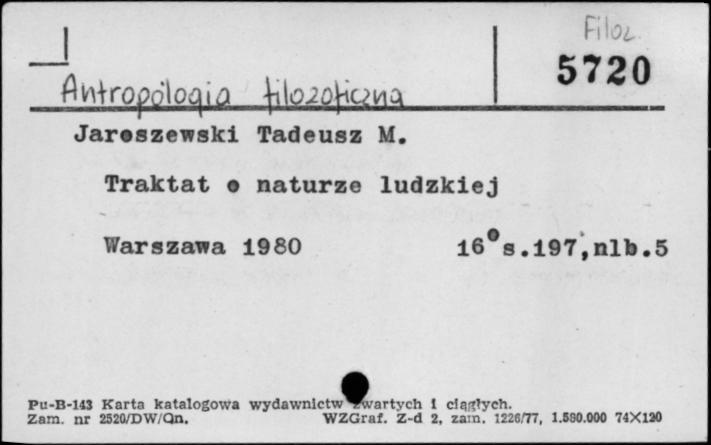 Filoz.
5720
Antropologia filozoficzna
Jaroszewski Tadeusz M.
Traktat o naturze ludzkiej
Warszawa 1980 16° s.197,nlb.5
Pu-B-143 Karta katalogowa wydawnictw zwartych i ciągłych.
Zam. nr 2520/DW/Qn. WZGraf. Z-d 2, zam. 1226/77, 1.580.000 74X120